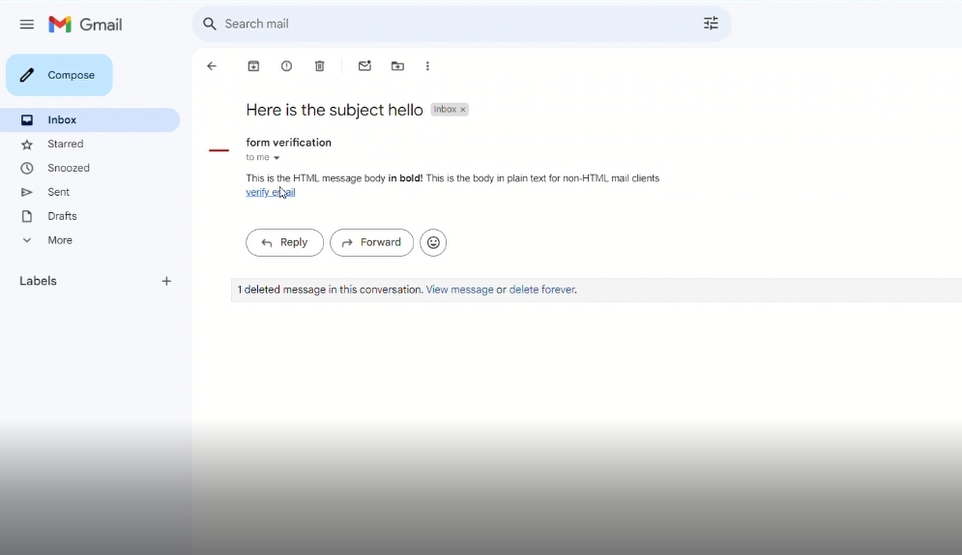 Gmail
Search mail
Compose
Inbox
Starred
Snoozed
Sent
Drafts
More
Labels
Here is the subject hello Inbox ×
form verification
to me
This is the HTML message body in bold! This is the body in plain text for non-HTML mail clients
verify email
Reply
Forward
1 deleted message in this conversation. View message or delete forever.